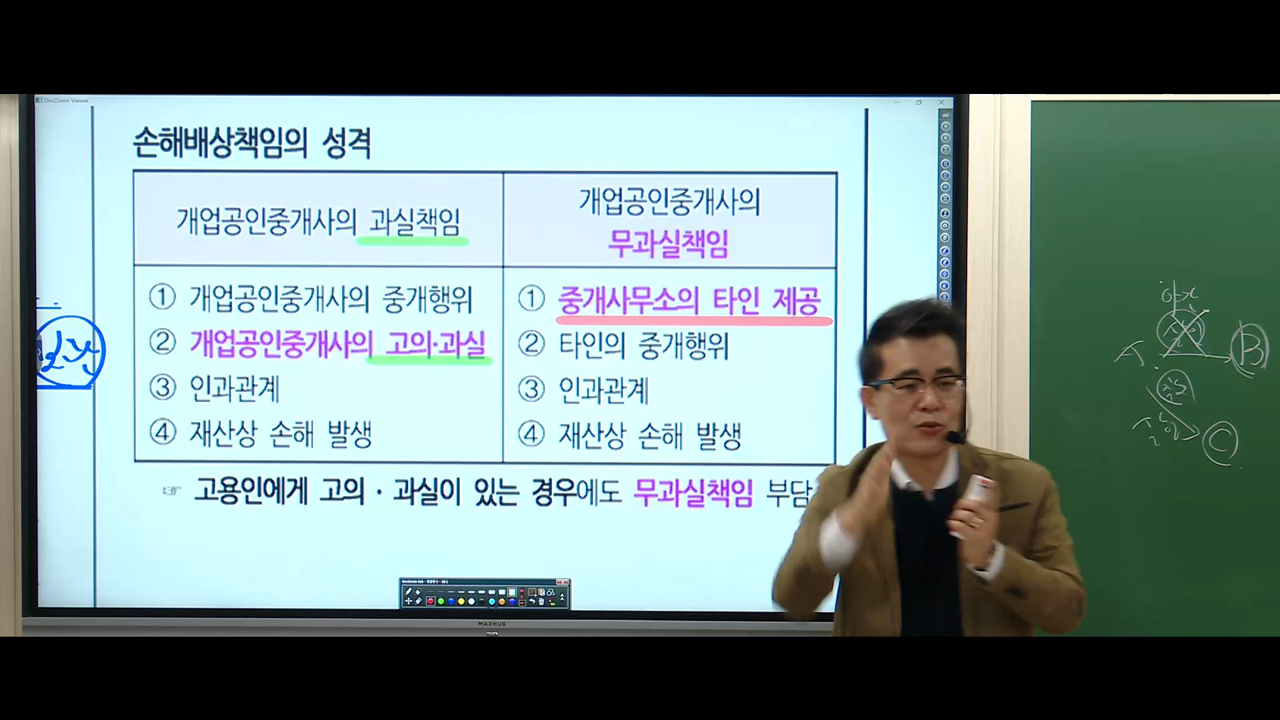 DocZoom Viewer
손해배상책임의 성격
개업공인중개사의 과실책임
개업공인중개사의
무과실책임
① 개업공인중개사의 중개행위
② 개업공인중개사의 고의·과실
③ 인과관계
④ 재산상 손해 발생
① 중개사무소의 타인 제공
② 타인의 중개행위
③ 인과관계
④ 재산상 손해 발생
☞ 고용인에게 고의·과실이 있는 경우에도 무과실책임 부담
MAXHUB
B
C